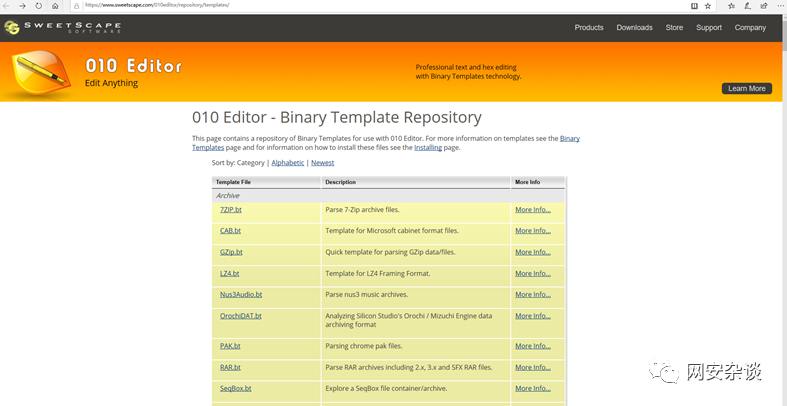 https://www.sweetscape.com/010editor/repository/templates/
SWEETSCAPE
SOFTWARE
Products Downloads Store Support Company
010 Editor
Edit Anything
Professional text and hex editing
with Binary Templates technology.
Learn More
010 Editor - Binary Template Repository
This page contains a repository of Binary Templates for use with 010 Editor. For more information on templates see the Binary
Templates page and for information on how to install these files see the Installing page.
Sort by: Category | Alphabetic | Newest
Template File Description More Info
Archive
7ZIP.bt Parse 7-Zip archive files. More Info...
CAB.bt Template for Microsoft cabinet format files. More Info...
GZip.bt Quick template for parsing GZip data/files. More Info...
LZ4.bt Template for LZ4 Framing Format. More Info...
Nus3Audio.bt Parse nus3 music archives. More Info...
OrochiDAT.bt Analyzing Silicon Studio's Orochi / Mizuchi Engine data More Info...
archiving format
PAK.bt Parsing chrome pak files. More Info...
RAR.bt Parse RAR archives including 2.x, 3.x and SFX RAR files. More Info...
SeqBox.bt Explore a SeqBox file container/archive. More Info...
网安杂谈